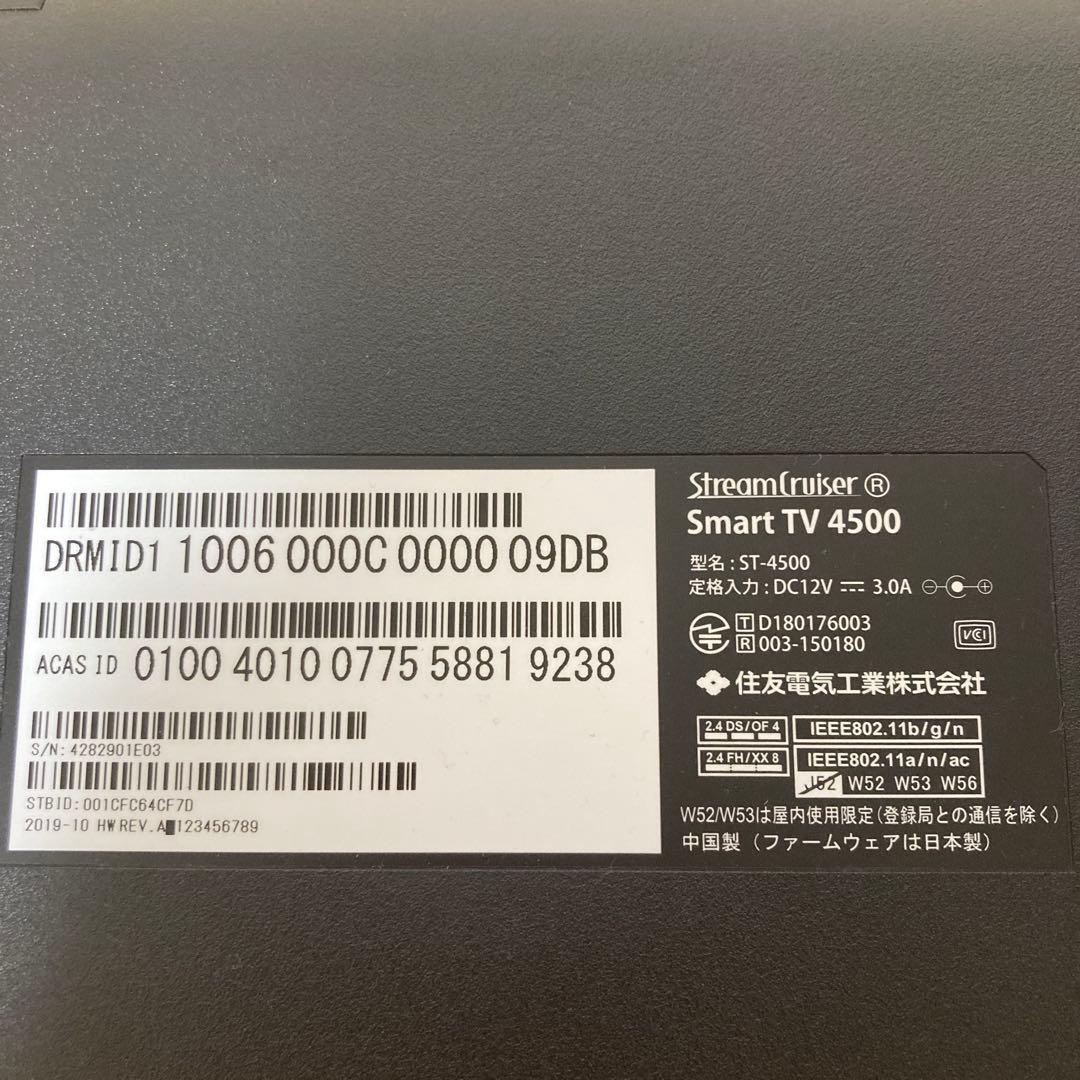 DRMID1 1006 000C 0000 09DB
ACAS ID 0100 4010 0775 5881 9238
S/N: 4282901E03
STBID: 001CFC64CF7D
2019-10 HW REV. A 123456789
StreamCruiser ®
Smart TV 4500
型名 : ST-4500
定格入力 : DC12V 3.0A
T D180176003
R 003-150180
VCI
住友電気工業株式会社
2.4 DS/OF 4
IEEE802.11b/g/n
2.4 FH/XX 8
IEEE802.11a/n/ac
J52 W52 W53 W56
W52/W53は屋内使用限定(登録局との通信を除く)
中国製（ファームウェアは日本製）